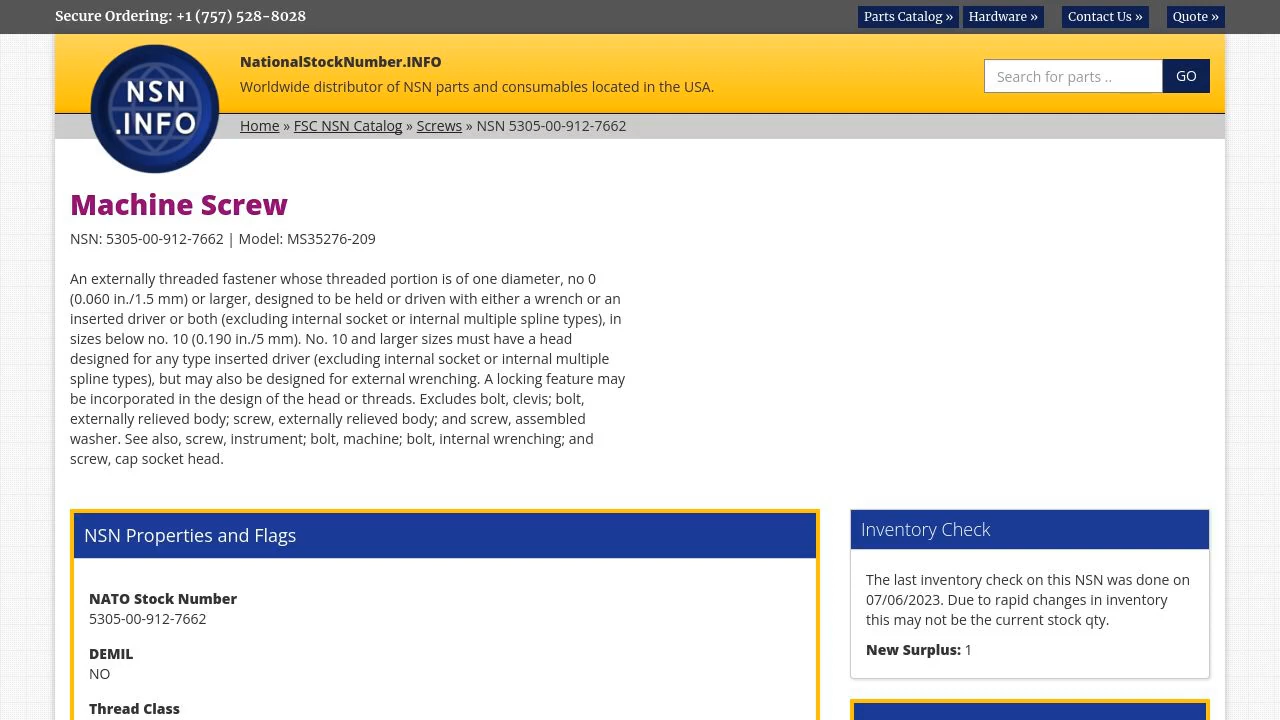 Secure Ordering: +1 (757) 528-8028
Parts Catalog »
Hardware »
Contact Us »
Quote »
NSN
.INFO
NationalStockNumber.INFO
Worldwide distributor of NSN parts and consumables located in the USA.
Search for parts ..
GO
Home » FSC NSN Catalog » Screws » NSN 5305-00-912-7662
Machine Screw
NSN: 5305-00-912-7662 | Model: MS35276-209
An externally threaded fastener whose threaded portion is of one diameter, no 0
(0.060 in./1.5 mm) or larger, designed to be held or driven with either a wrench or an
inserted driver or both (excluding internal socket or internal multiple spline types), in
sizes below no. 10 (0.190 in./5 mm). No. 10 and larger sizes must have a head
designed for any type inserted driver (excluding internal socket or internal multiple
spline types), but may also be designed for external wrenching. A locking feature may
be incorporated in the design of the head or threads. Excludes bolt, clevis; bolt,
externally relieved body; screw, externally relieved body; and screw, assembled
washer. See also, screw, instrument; bolt, machine; bolt, internal wrenching; and
screw, cap socket head.
NSN Properties and Flags
NATO Stock Number
5305-00-912-7662
DEMIL
NO
Thread Class
Inventory Check
The last inventory check on this NSN was done on
07/06/2023. Due to rapid changes in inventory
this may not be the current stock qty.
New Surplus: 1